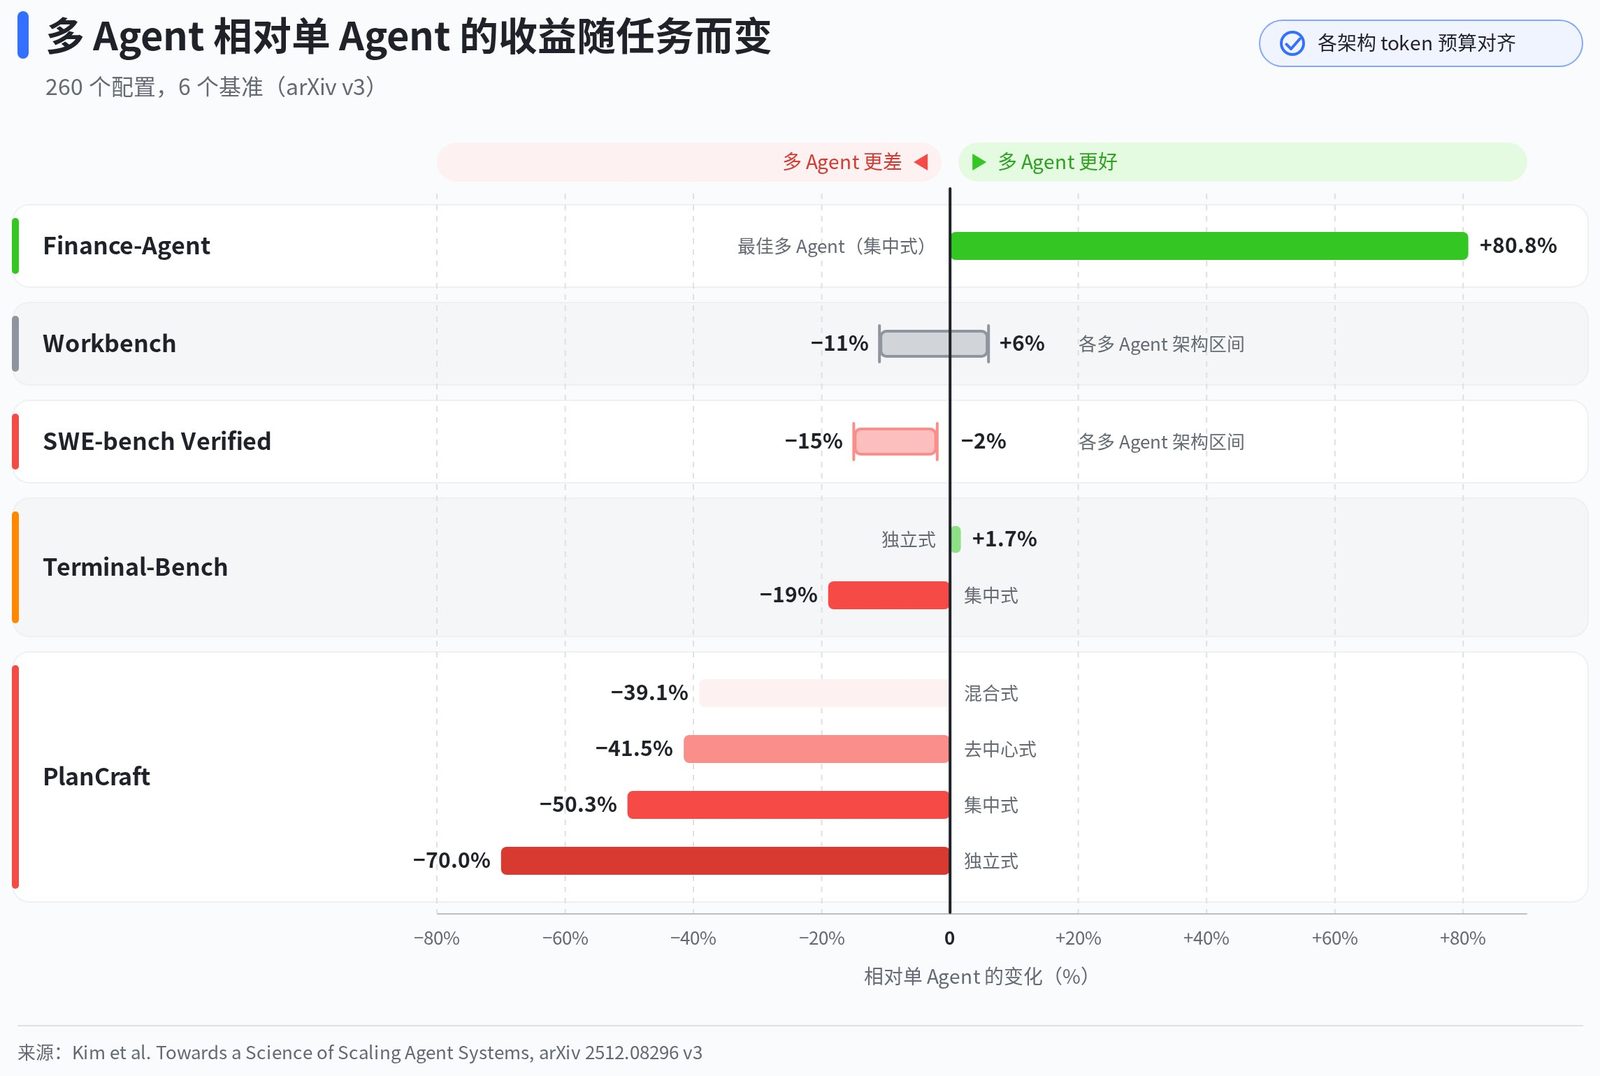 多 Agent 相对单 Agent 的收益随任务而变
各架构 token 预算对齐
260 个配置，6 个基准（arXiv v3）
多 Agent 更差 ◀
▶ 多 Agent 更好
Finance-Agent
最佳多 Agent（集中式）
+80.8%
Workbench
−11%
+6%
各多 Agent 架构区间
SWE-bench Verified
−15%
−2%
各多 Agent 架构区间
Terminal-Bench
独立式
+1.7%
−19%
集中式
PlanCraft
−39.1%
混合式
−41.5%
去中心式
−50.3%
集中式
−70.0%
独立式
−80%
−60%
−40%
−20%
0
+20%
+40%
+60%
+80%
相对单 Agent 的变化（%）
来源：Kim et al. Towards a Science of Scaling Agent Systems, arXiv 2512.08296 v3